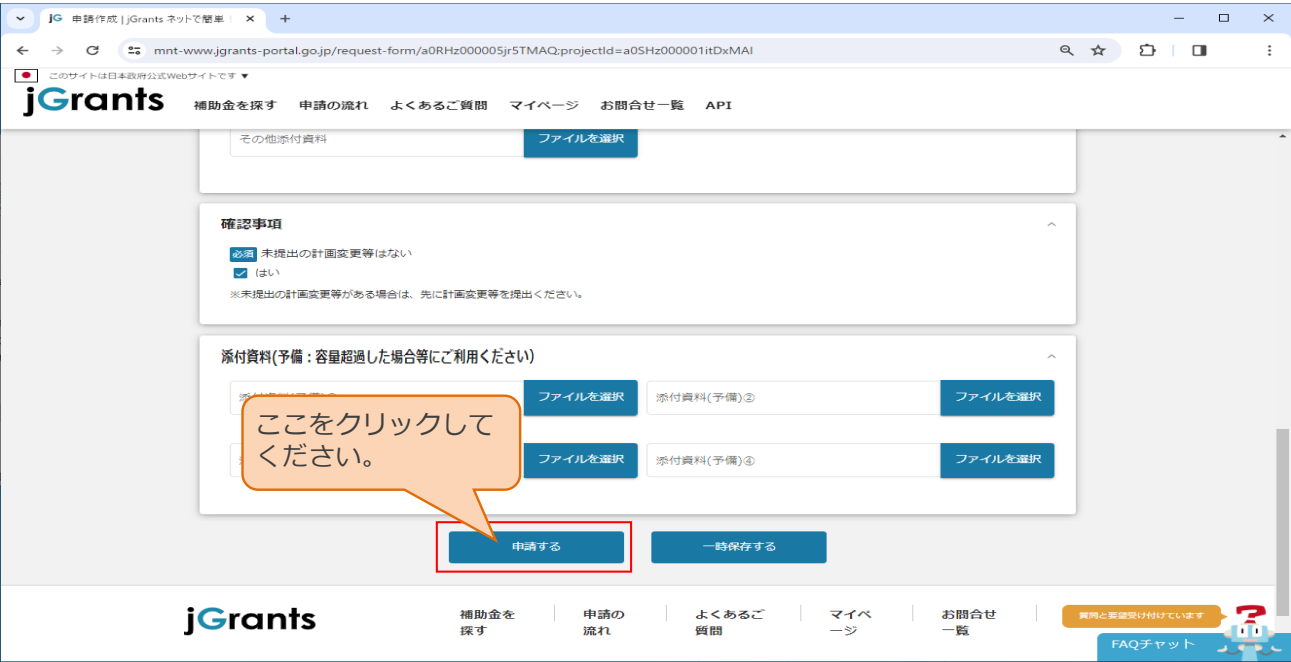 jG 申請作成 | jGrants ネットで簡単！
mnt-www.jgrants-portal.go.jp/request-form/a0RHz000005jr5TMAQ;projectId=a0SHz000001itDxMAI
このサイトは日本政府公式Webサイトです ▼
jGrants 補助金を探す 申請の流れ よくあるご質問 マイページ お問合せ一覧 API
その他添付資料 ファイルを選択
確認事項
必須 未提出の計画変更等はない
はい
※未提出の計画変更等がある場合は、先に計画変更等を提出ください。
添付資料(予備：容量超過した場合等にご利用ください)
ファイルを選択 添付資料(予備)② ファイルを選択
ここをクリックして
ください。
ファイルを選択 添付資料(予備)④ ファイルを選択
申請する 一時保存する
jGrants
補助金を
探す
申請の
流れ
よくあるご
質問
マイペ
ージ
お問合せ
一覧
質問と要望受け付けています
FAQチャット
?